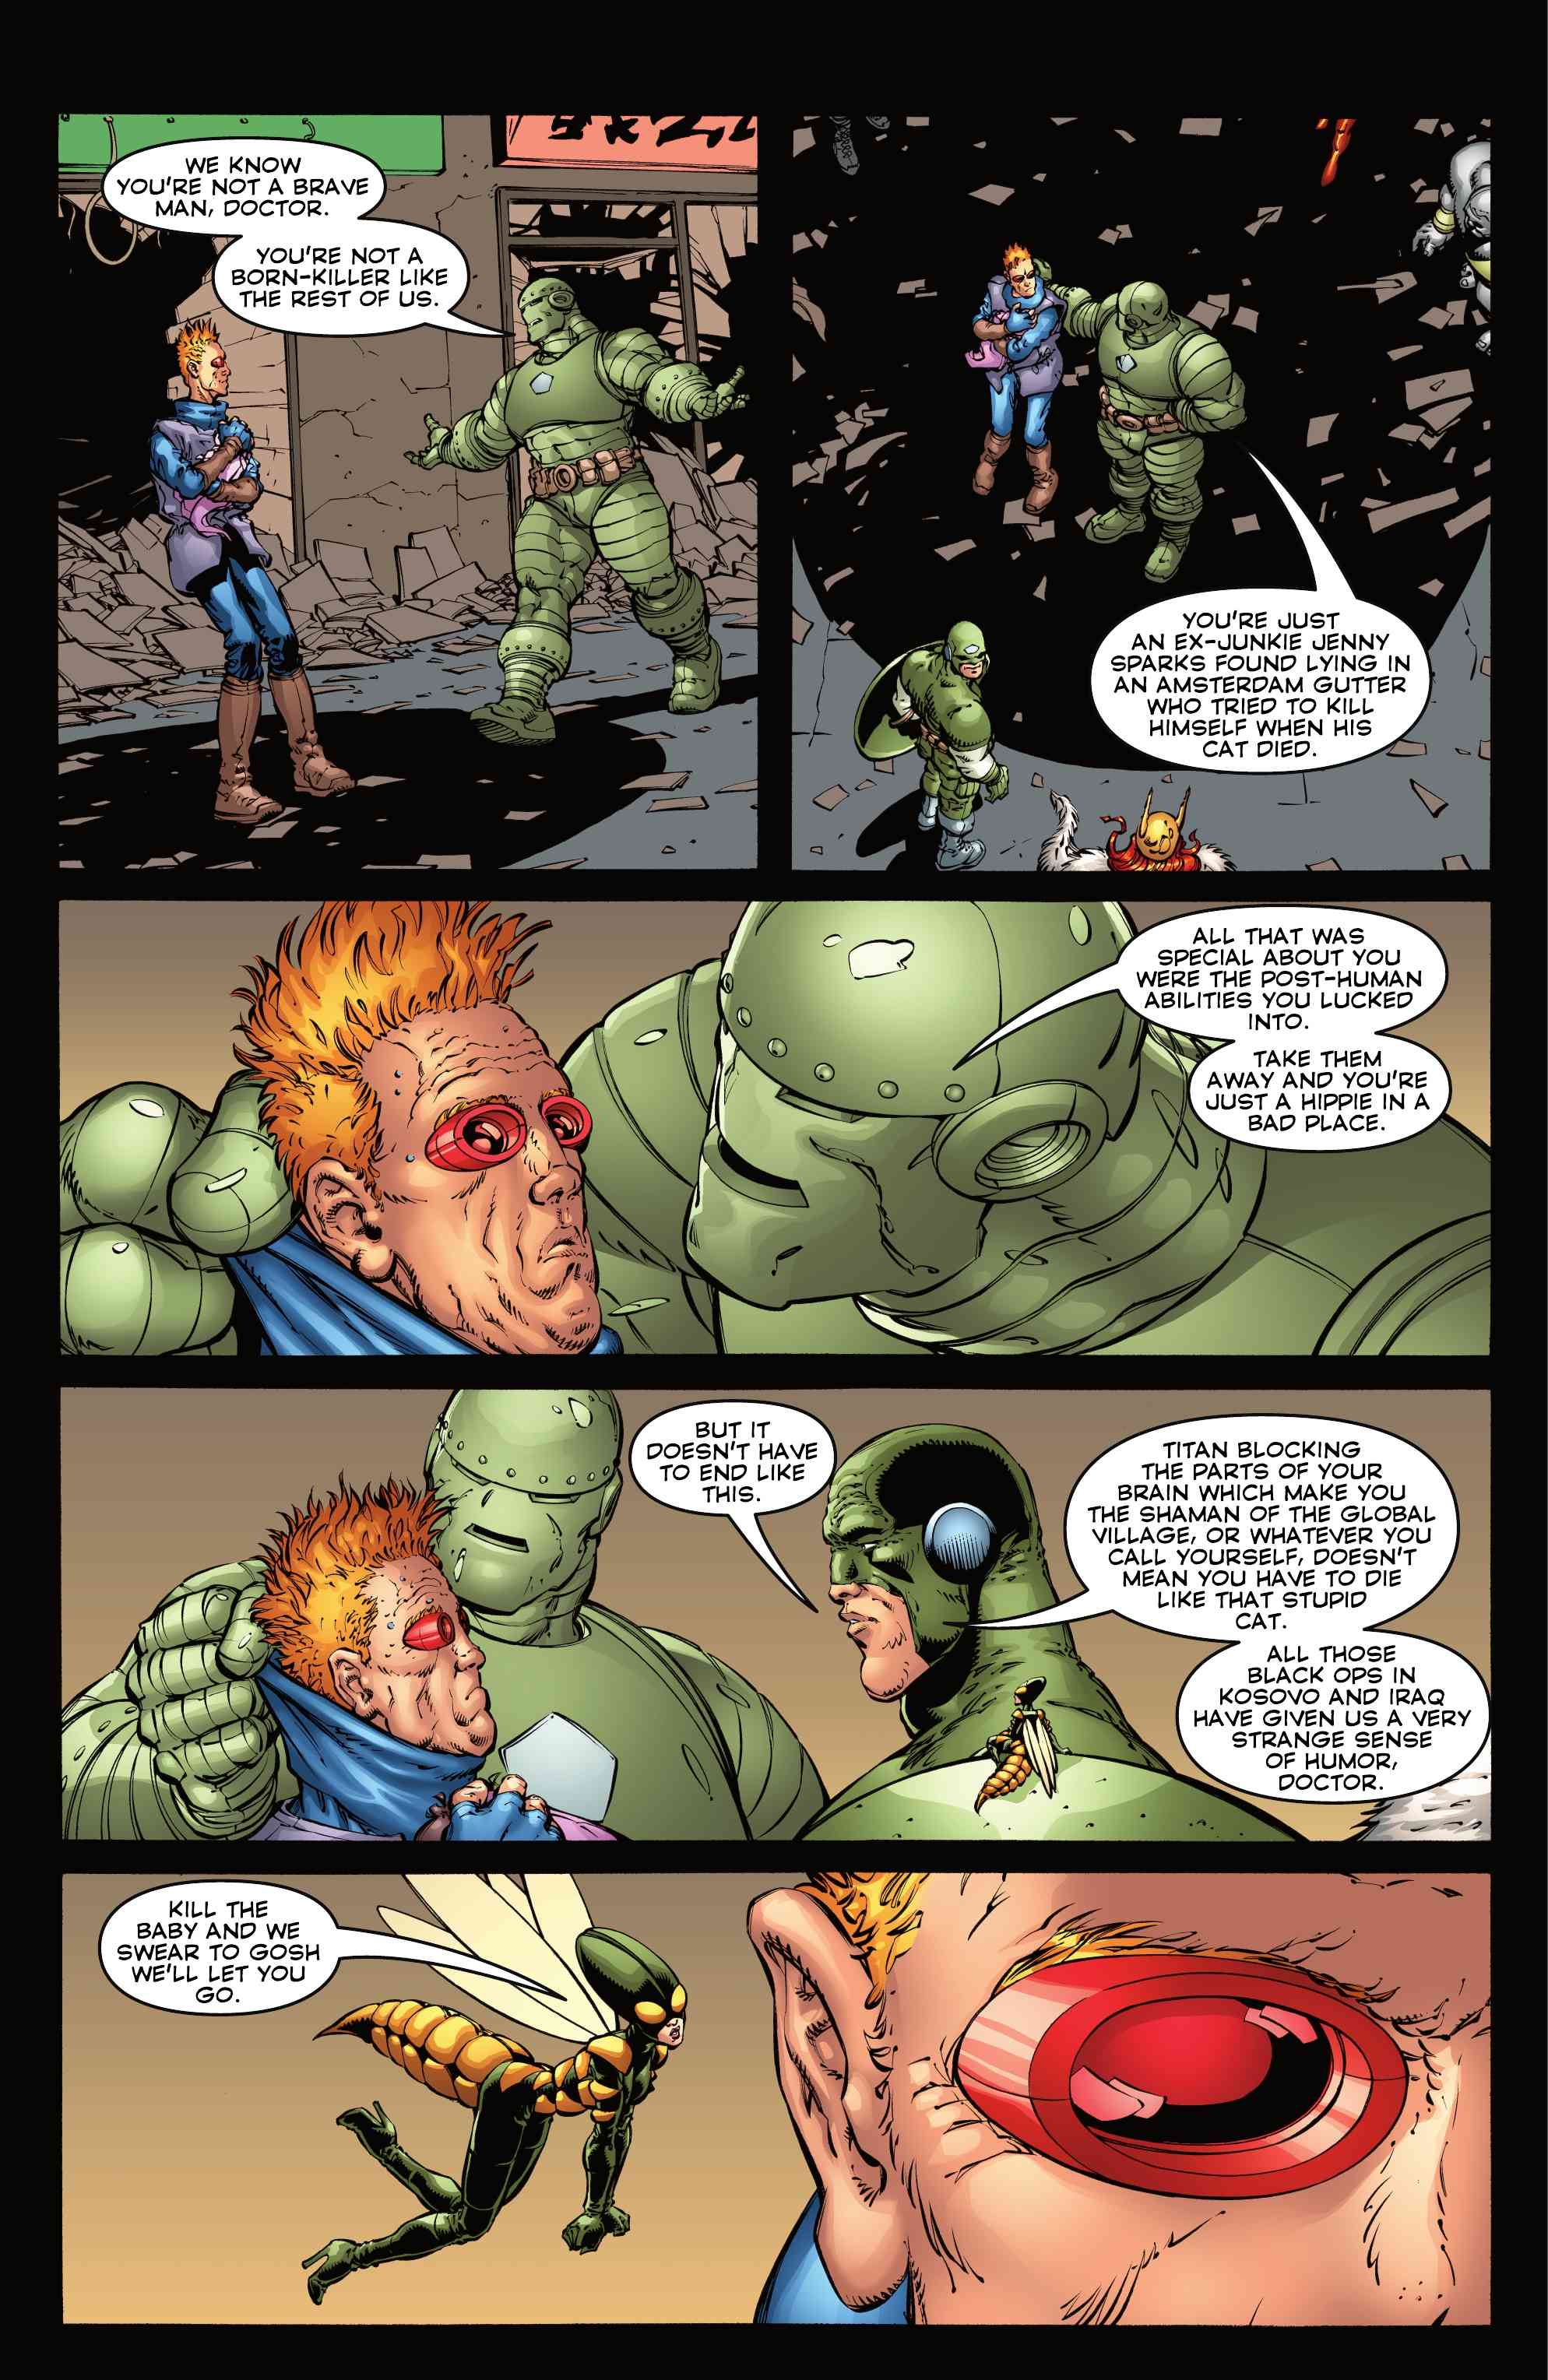 WE KNOW
YOU'RE NOT A BRAVE
MAN, DOCTOR.
YOU'RE NOT A
BORN-KILLER LIKE
THE REST OF US.
YOU'RE JUST
AN EX-JUNKIE JENNY
SPARKS FOUND LYING IN
AN AMSTERDAM GUTTER
WHO TRIED TO KILL
HIMSELF WHEN HIS
CAT DIED.
ALL THAT WAS
SPECIAL ABOUT YOU
WERE THE POST-HUMAN
ABILITIES YOU LUCKED
INTO.
TAKE THEM
AWAY AND YOU'RE
JUST A HIPPIE IN A
BAD PLACE.
BUT IT
DOESN'T HAVE
TO END LIKE
THIS.
TITAN BLOCKING
THE PARTS OF YOUR
BRAIN WHICH MAKE YOU
THE SHAMAN OF THE GLOBAL
VILLAGE, OR WHATEVER YOU
CALL YOURSELF, DOESN'T
MEAN YOU HAVE TO DIE
LIKE THAT STUPID
CAT.
ALL THOSE
BLACK OPS IN
KOSOVO AND IRAQ
HAVE GIVEN US A VERY
STRANGE SENSE
OF HUMOR,
DOCTOR.
KILL THE
BABY AND WE
SWEAR TO GOSH
WE'LL LET YOU
GO.